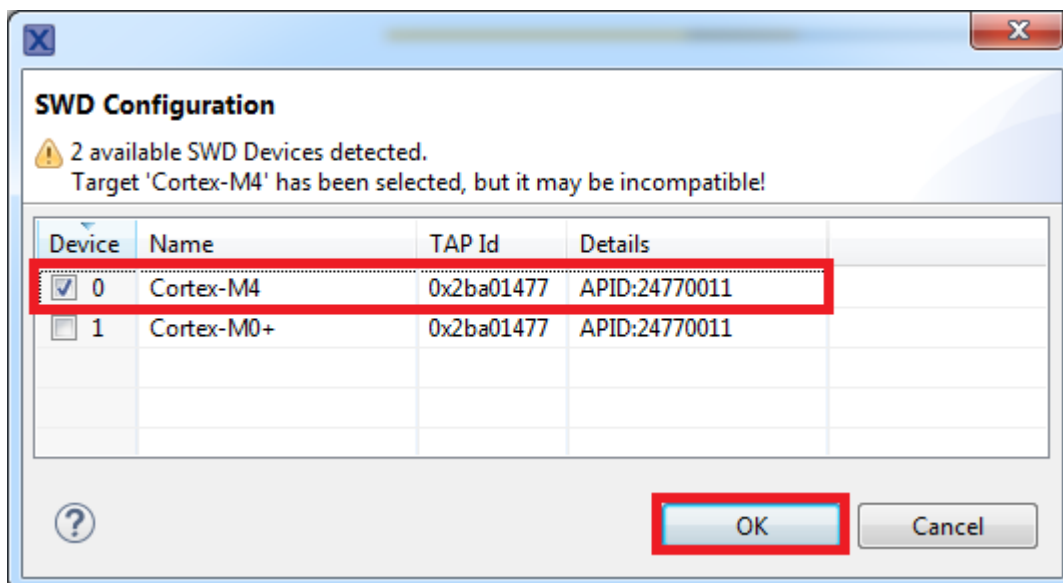 X
X
SWD Configuration
2 available SWD Devices detected.
Target 'Cortex-M4' has been selected, but it may be incompatible!
Device Name TAP Id Details
0 Cortex-M4 0x2ba01477 APID:24770011
1 Cortex-M0+ 0x2ba01477 APID:24770011
? OK Cancel